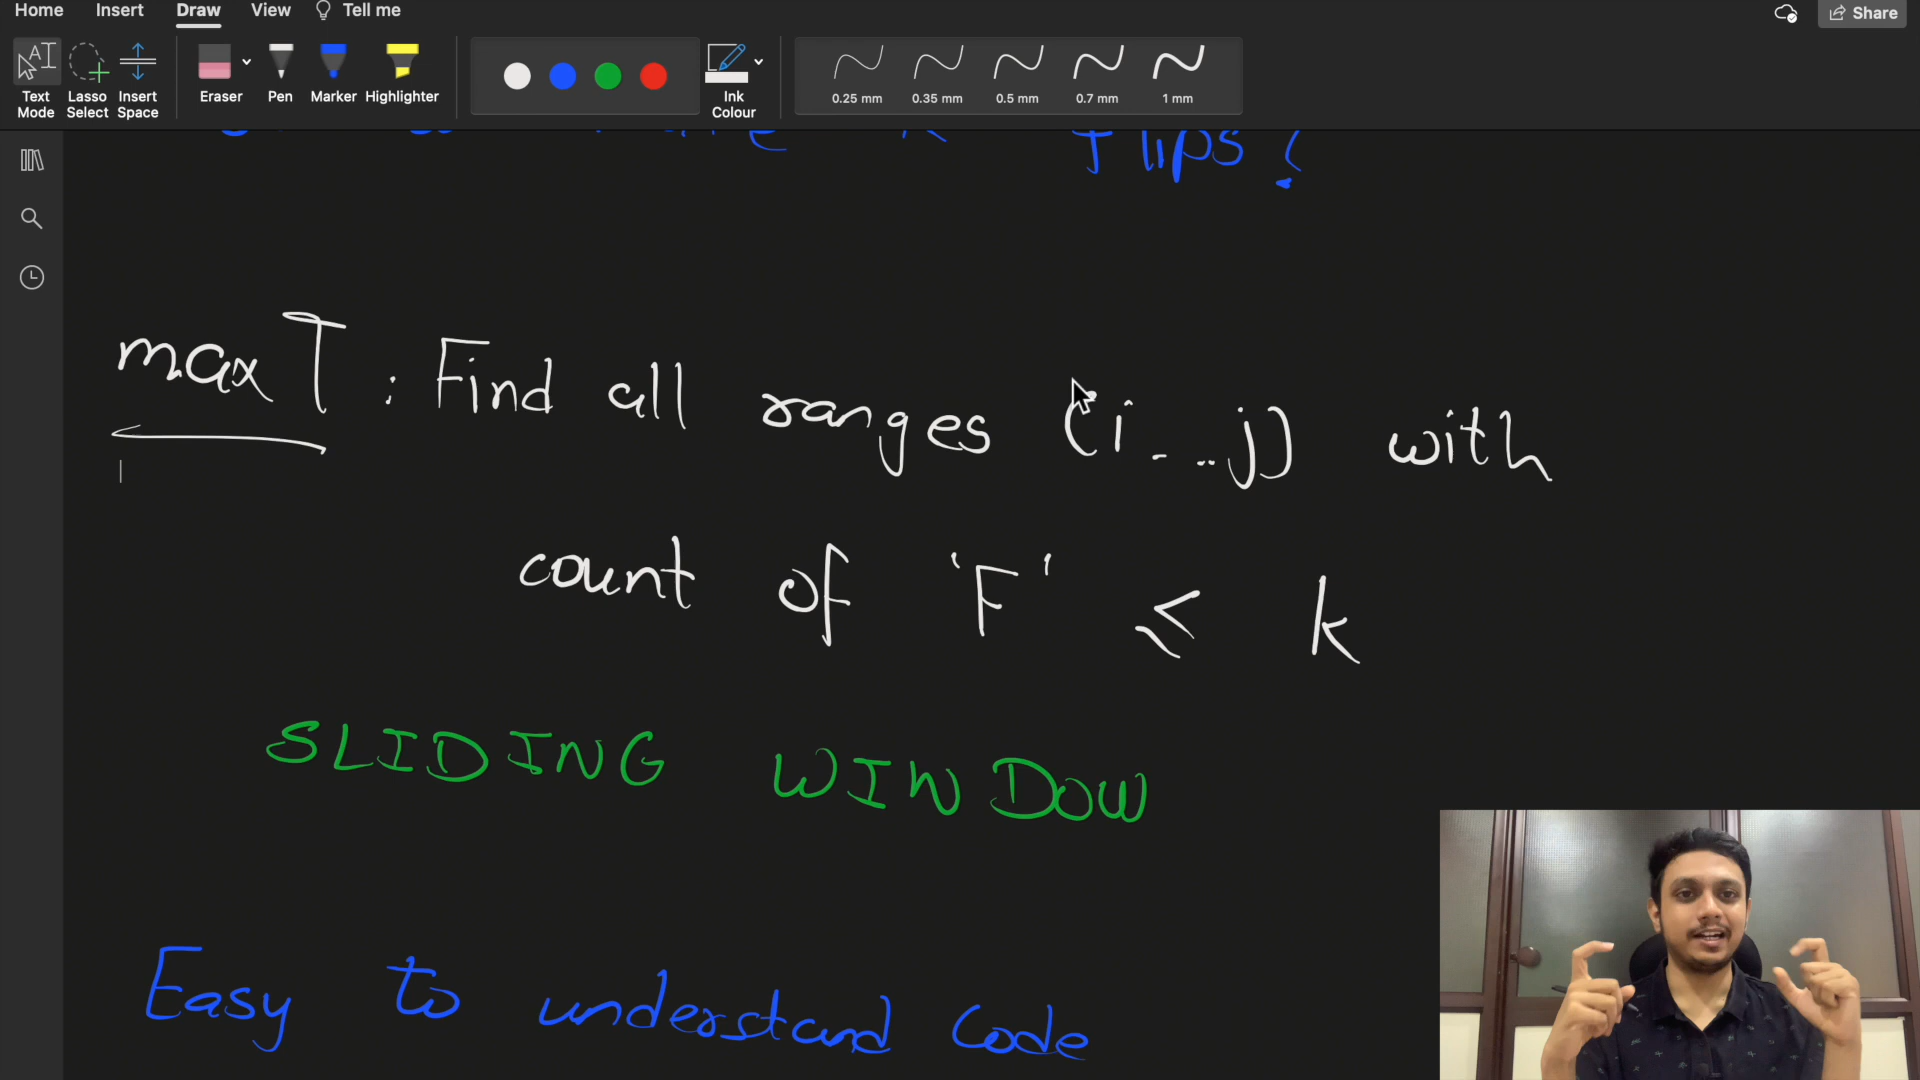 Home Insert Draw View Tell me Share
Text Mode Lasso Select Insert Space Eraser Pen Marker Highlighter Ink Colour 0.25 mm 0.35 mm 0.5 mm 0.7 mm 1 mm
flips?
maxT : Find all ranges (i....j) with
count of 'F' ≤ k
SLIDING WINDOW
Easy to understand code